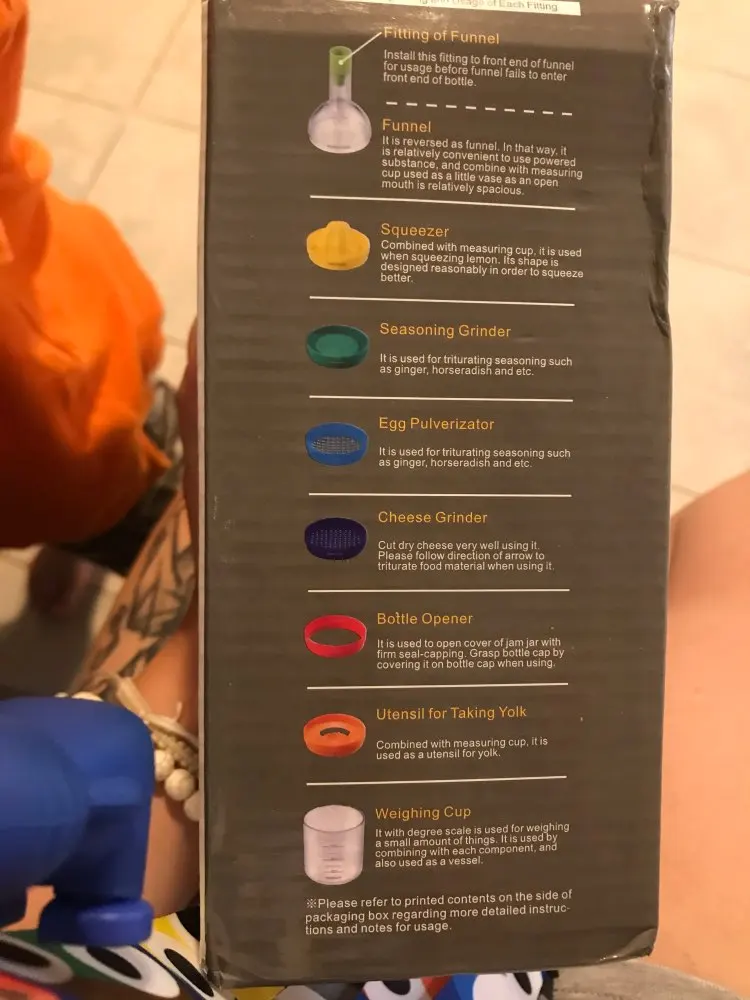 and Usage of Each Fitting
Fitting of Funnel
Install this fitting to front end of funnel
for usage before funnel fails to enter
front end of bottle.
Funnel
It is reversed as funnel. In that way, it
is relatively convenient to use powered
substance, and combine with measuring
cup used as a little vase as an open
mouth is relatively spacious.
Squeezer
Combined with measuring cup, it is used
when squeezing lemon. Its shape is
designed reasonably in order to squeeze
better.
Seasoning Grinder
It is used for triturating seasoning such
as ginger, horseradish and etc.
Egg Pulverizator
It is used for triturating seasoning such
as ginger, horseradish and etc.
Cheese Grinder
Cut dry cheese very well using it.
Please follow direction of arrow to
triturate food material when using it.
Bottle Opener
It is used to open cover of jam jar with
firm seal-capping. Grasp bottle cap by
covering it on bottle cap when using.
Utensil for Taking Yolk
Combined with measuring cup, it is
used as a utensil for yolk.
Weighing Cup
It with degree scale is used for weighing
a small amount of things. It is used by
combining with each component, and
also used as a vessel.
※Please refer to printed contents on the side of
packaging box regarding more detailed instruc-
tions and notes for usage.